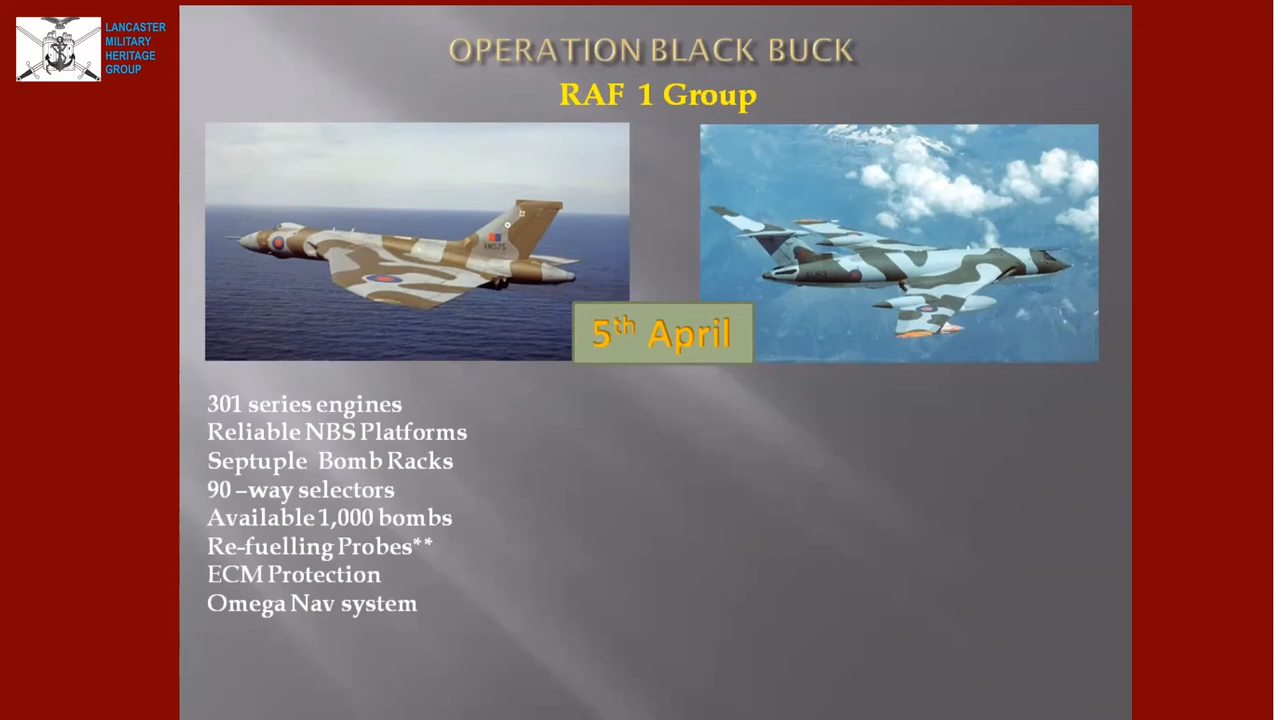 LANCASTER
MILITARY
HERITAGE
GROUP
OPERATION BLACK BUCK
RAF 1 Group
XM575
5th April
301 series engines
Reliable NBS Platforms
Septuple Bomb Racks
90 –way selectors
Available 1,000 bombs
Re-fuelling Probes**
ECM Protection
Omega Nav system